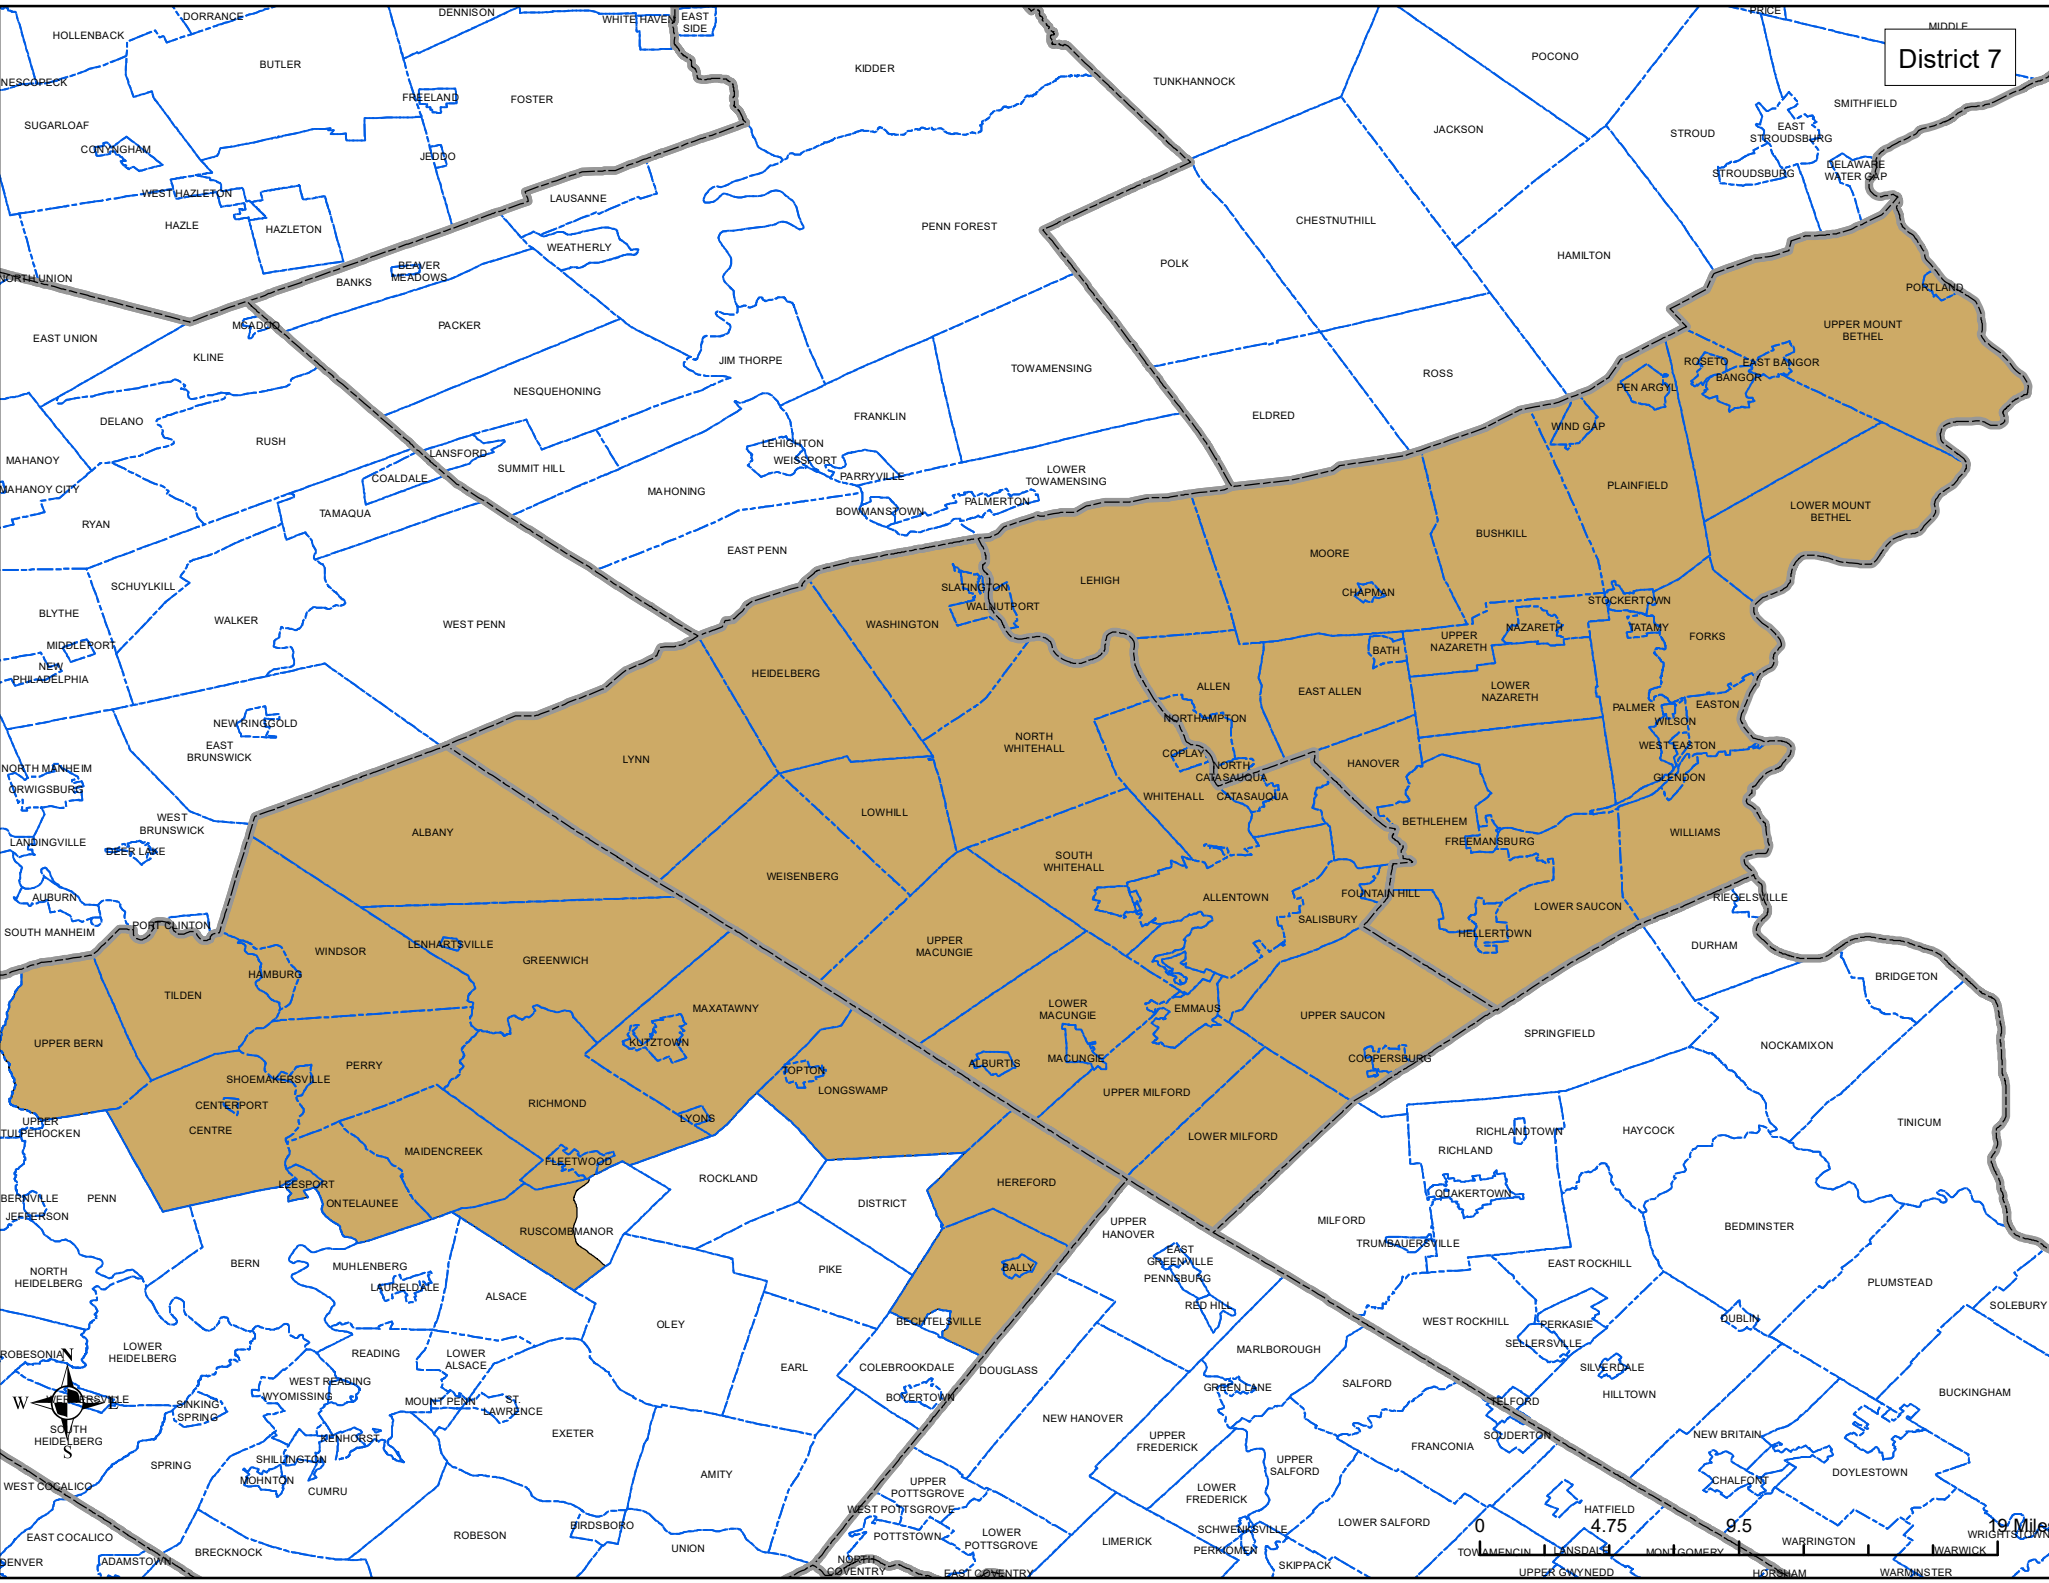 DORRANCE
DENNISON
WHITE HAVEN
EAST
SIDE
PRICE
MIDDLE
District 7
HOLLENBACK
BUTLER
KIDDER
TUNKHANNOCK
POCONO
NESCOPECK
FREELAND
FOSTER
SMITHFIELD
SUGARLOAF
JACKSON
STROUD
EAST
STROUDSBURG
CONYNGHAM
JEDDO
STROUDSBURG
DELAWARE
WATER GAP
WEST HAZLETON
LAUSANNE
HAZLE
HAZLETON
PENN FOREST
CHESTNUTHILL
WEATHERLY
HAMILTON
NORTH UNION
BEAVER
MEADOWS
BANKS
POLK
PORTLAND
EAST UNION
MCADOO
PACKER
UPPER MOUNT
BETHEL
KLINE
JIM THORPE
TOWAMENSING
ROSS
ROSETO
EAST BANGOR
BANGOR
PEN ARGYL
NESQUEHONING
DELANO
FRANKLIN
ELDRED
WIND GAP
RUSH
LEHIGHTON
LANSFORD
WEISSPORT
MAHANOY
SUMMIT HILL
LOWER
TOWAMENSING
COALDALE
PARRYVILLE
PLAINFIELD
MAHANOY CITY
MAHONING
PALMERTON
TAMAQUA
BOWMANSTOWN
LOWER MOUNT
BETHEL
RYAN
BUSHKILL
EAST PENN
MOORE
SCHUYLKILL
SLATINGTON
LEHIGH
CHAPMAN
STOCKERTOWN
BLYTHE
WALNUTPORT
WALKER
WEST PENN
WASHINGTON
NAZARETH
TATAMY
FORKS
MIDDLEPORT
UPPER
NAZARETH
BATH
NEW
PHILADELPHIA
HEIDELBERG
ALLEN
EAST ALLEN
LOWER
NAZARETH
PALMER
EASTON
NEW RINGGOLD
NORTHAMPTON
WILSON
EAST
BRUNSWICK
NORTH
WHITEHALL
LYNN
COPLAY
WEST EASTON
NORTH MANHEIM
NORTH
CATASAUQUA
HANOVER
GLENDON
ORWIGSBURG
WHITEHALL
CATASAUQUA
LOWHILL
WEST
BRUNSWICK
ALBANY
BETHLEHEM
WILLIAMS
LANDINGVILLE
DEER LAKE
FREEMANSBURG
SOUTH
WHITEHALL
WEISENBERG
AUBURN
ALLENTOWN
FOUNTAIN HILL
RIEGELSVILLE
LOWER SAUCON
SOUTH MANHEIM
PORT CLINTON
SALISBURY
HELLERTOWN
WINDSOR
LENHARTSVILLE
UPPER
MACUNGIE
DURHAM
GREENWICH
HAMBURG
BRIDGETON
TILDEN
MAXATAWNY
LOWER
MACUNGIE
EMMAUS
UPPER SAUCON
SPRINGFIELD
UPPER BERN
KUTZTOWN
NOCKAMIXON
PERRY
MACUNGIE
COOPERSBURG
SHOEMAKERSVILLE
TOPTON
ALBURTIS
LONGSWAMP
UPPER MILFORD
CENTERPORT
RICHMOND
LYONS
UPPER
TULPEHOCKEN
CENTRE
LOWER MILFORD
RICHLANDTOWN
HAYCOCK
TINICUM
MAIDENCREEK
RICHLAND
FLEETWOOD
ROCKLAND
LEESPORT
HEREFORD
QUAKERTOWN
BERNVILLE
PENN
ONTELAUNEE
DISTRICT
JEFFERSON
RUSCOMBMANOR
UPPER
HANOVER
MILFORD
BEDMINSTER
TRUMBAUERSVILLE
EAST
GREENVILLE
BERN
MUHLENBERG
PIKE
BALLY
EAST ROCKHILL
NORTH
HEIDELBERG
PENNSBURG
PLUMSTEAD
LAURELDALE
ALSACE
RED HILL
SOLEBURY
BECHTELSVILLE
WEST ROCKHILL
DUBLIN
OLEY
PERKASIE
SELLERSVILLE
LOWER
HEIDELBERG
READING
LOWER
ALSACE
MARLBOROUGH
ROBESONIA
N
EARL
COLEBROOKDALE
DOUGLASS
SILVERDALE
WEST READING
SALFORD
GREEN LANE
HILLTOWN
BUCKINGHAM
WYOMISSING
BOYERTOWN
W
E
SINKING
SPRING
MOUNT PENN
ST.
LAWRENCE
TELFORD
NEW HANOVER
SOUTH
HEIDELBERG
S
KENHORST
EXETER
UPPER
FREDERICK
SOUDERTON
NEW BRITAIN
FRANCONIA
SPRING
SHILLINGTON
UPPER
SALFORD
MOHNTON
AMITY
CHALFONT
DOYLESTOWN
WEST COCALICO
CUMRU
UPPER
POTTSGROVE
LOWER
FREDERICK
WEST POTTSGROVE
HATFIELD
BIRDSBORO
LOWER SALFORD
0 4.75 9.5 19 Miles
EAST COCALICO
ROBESON
POTTSTOWN
LOWER
POTTSGROVE
SCHWENKSVILLE
LIMERICK
WARRINGTON
WRIGHTSTOWN
BRECKNOCK
UNION
PERKIOMEN
TOWAMENCIN
LANSDALE
MONTGOMERY
WARWICK
DENVER
ADAMSTOWN
NORTH
COVENTRY
EAST COVENTRY
SKIPPACK
UPPER GWYNEDD
HORSHAM
WARMINSTER